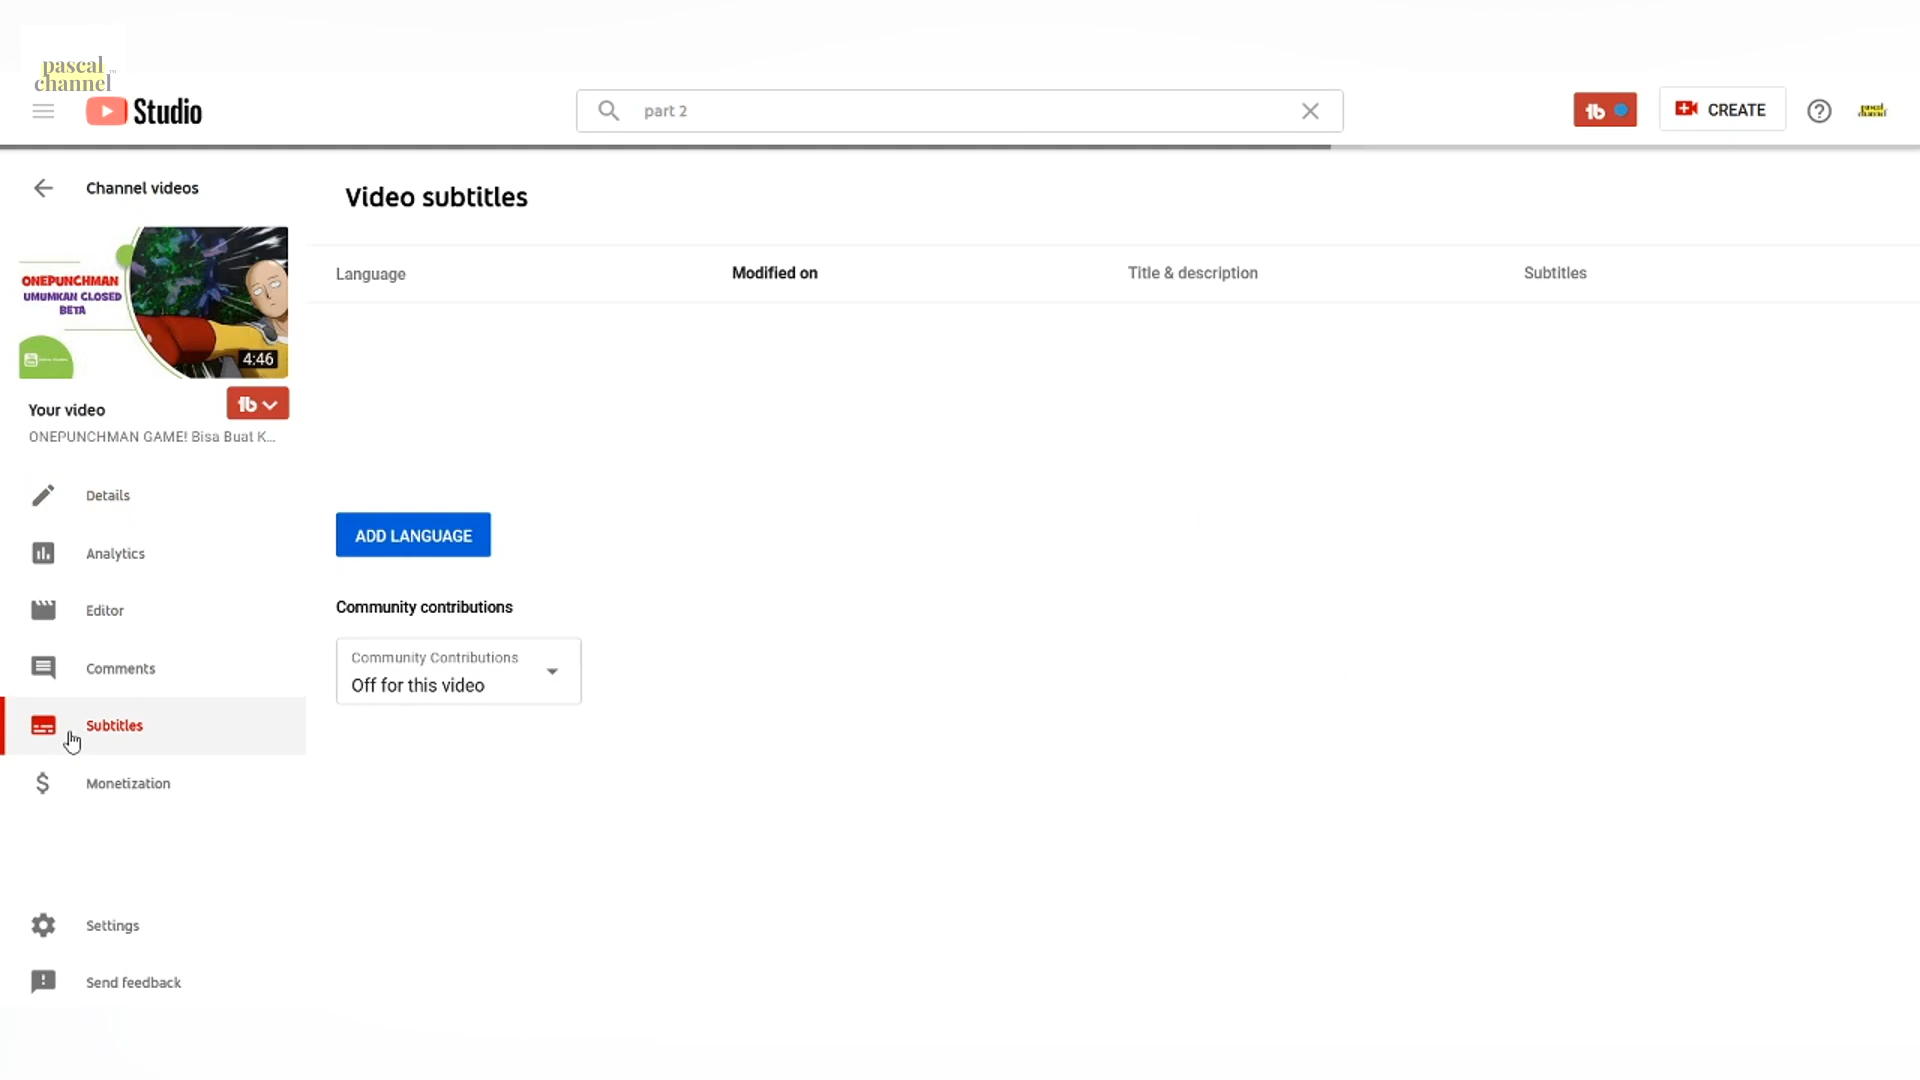 pascal
channel™
Studio
part 2
CREATE
pascal
channel
Channel videos
ONEPUNCHMAN
UMUMKAN CLOSED
BETA
4:46
Your video
ONEPUNCHMAN GAME! Bisa Buat K...
Details
Analytics
Editor
Comments
Subtitles
Monetization
Settings
Send feedback
Video subtitles
Language
Modified on
Title & description
Subtitles
ADD LANGUAGE
Community contributions
Community Contributions
Off for this video